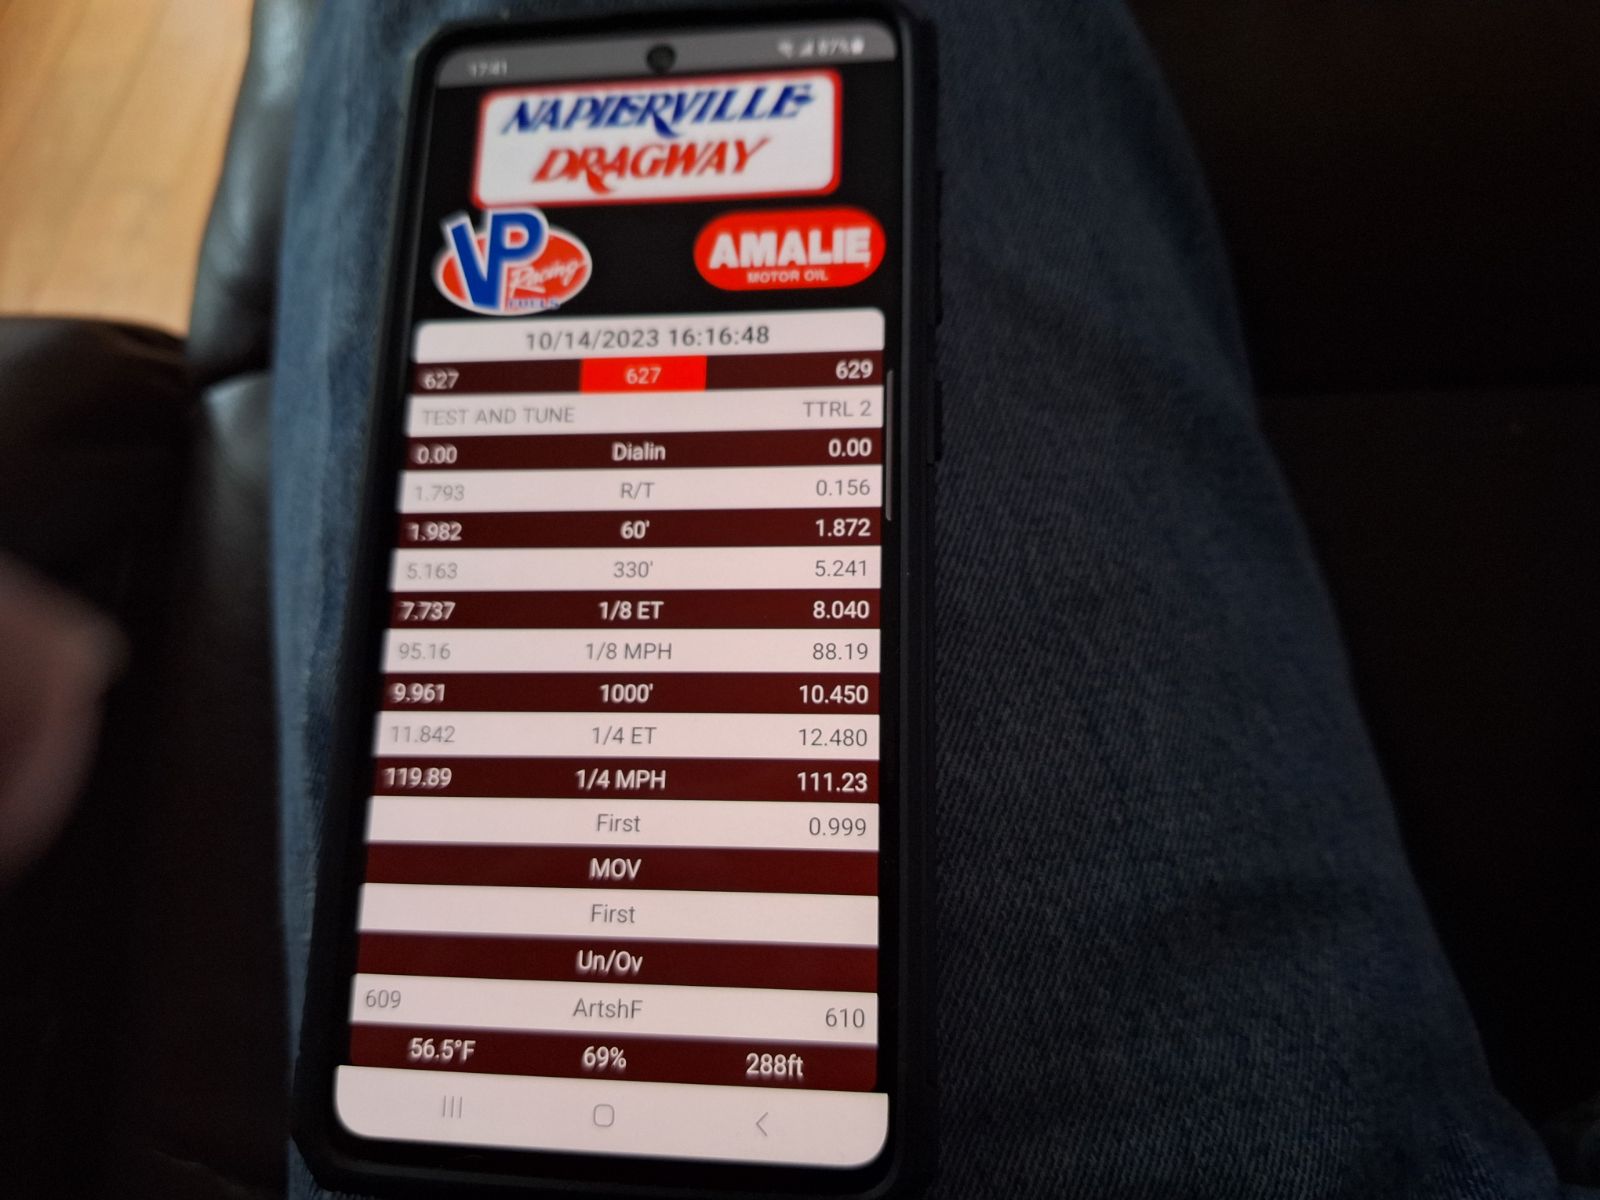 17:41 87%
NAPIERVILLE
DRAGWAY
VP Racing FUELS
AMALIE
MOTOR OIL
10/14/2023 16:16:48
627 627 629
TEST AND TUNE TTRL 2
0.00 Dialin 0.00
1.793 R/T 0.156
1.982 60' 1.872
5.163 330' 5.241
7.737 1/8 ET 8.040
95.16 1/8 MPH 88.19
9.961 1000' 10.450
11.842 1/4 ET 12.480
119.89 1/4 MPH 111.23
First 0.999
MOV
First
Un/Ov
609 ArtshF 610
56.5°F 69% 288ft